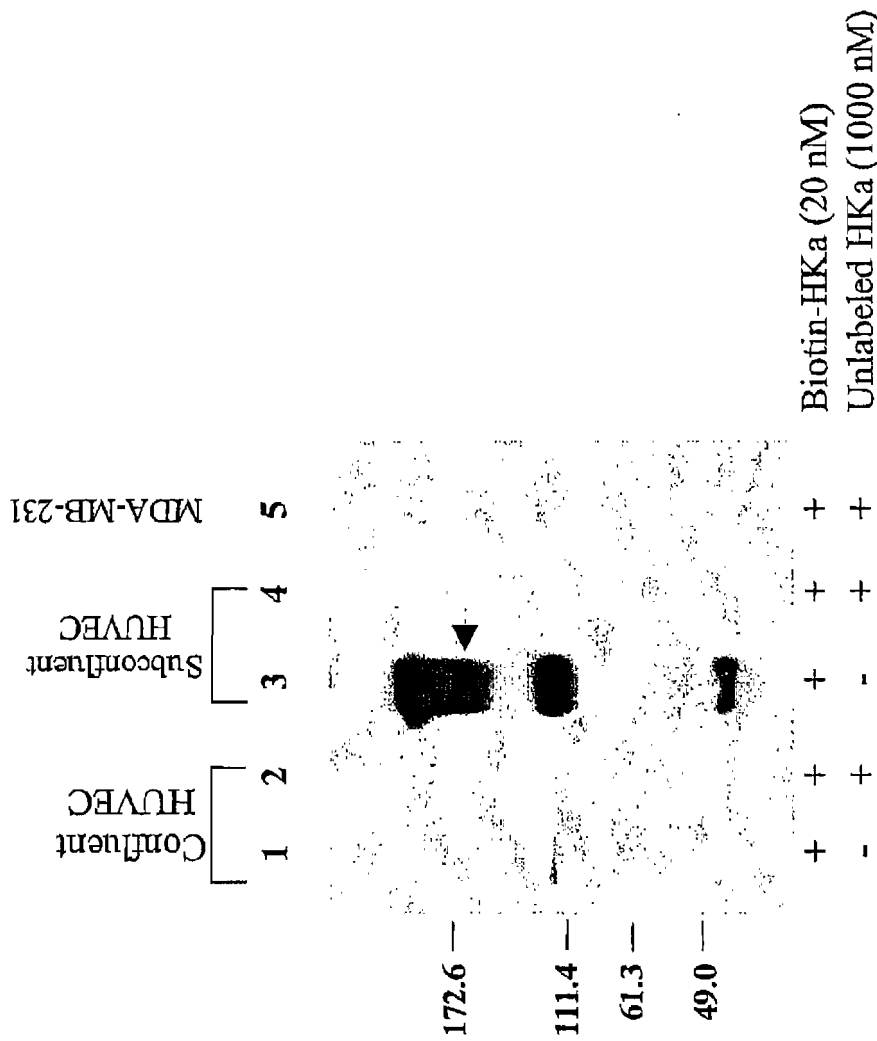 Confluent
HUVEC
Subconfluent
HUVEC
MDA-MB-231
1 2 3 4 5
172.6
111.4
61.3
49.0
+ + + + + Biotin-HKa (20 nM)
- + - + + Unlabeled HKa (1000 nM)